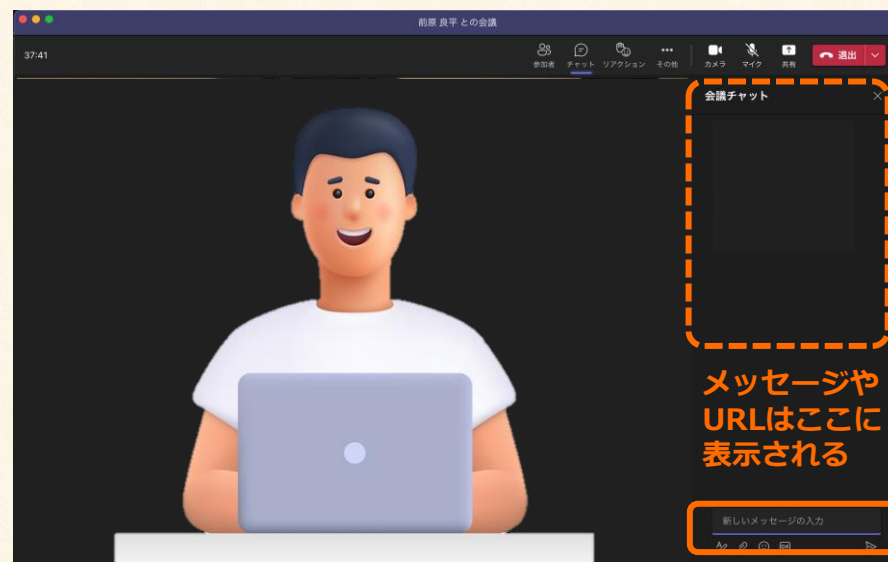 前原 良平 との会議
37:41
参加者 チャット リアクション その他 カメラ マイク 共有 退出
会議チャット
メッセージや
URLはここに
表示される
新しいメッセージの入力